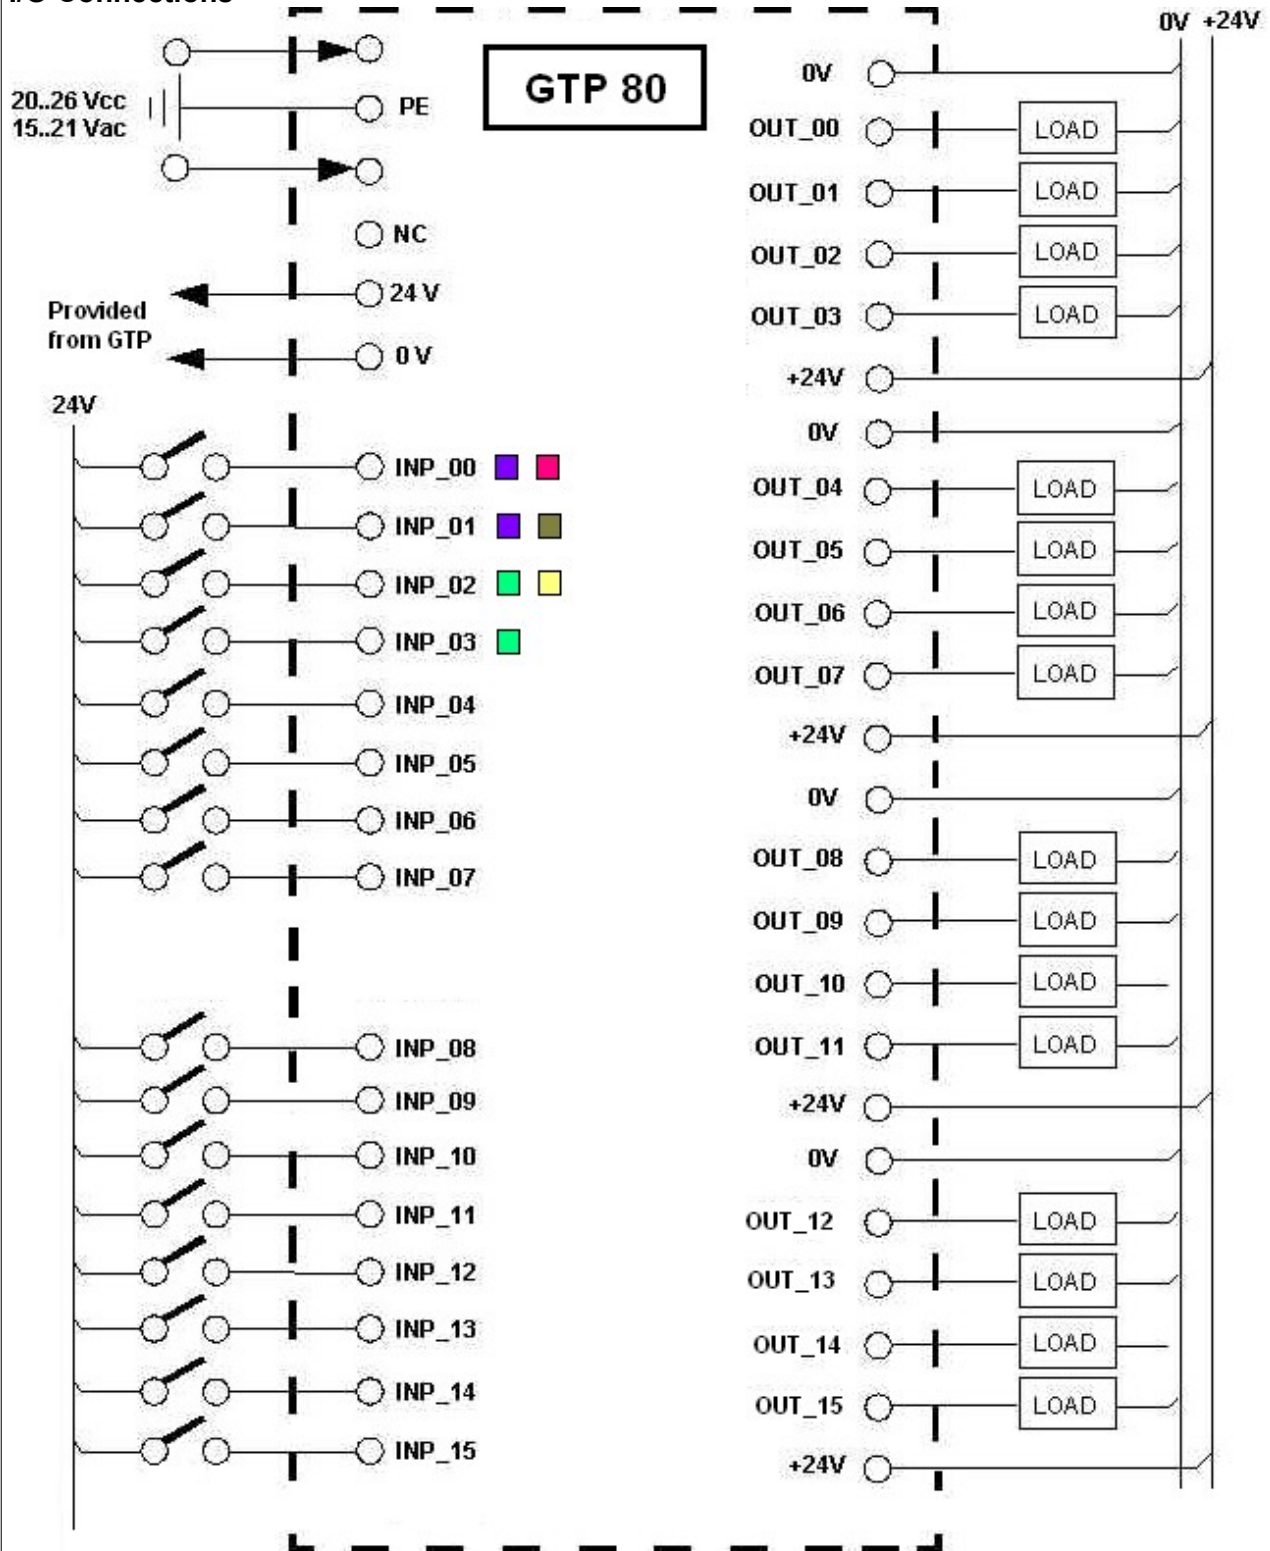 I/O Connections
GTP 80
20..26 Vcc
15..21 Vac
PE
NC
24 V
Provided
from GTP
0 V
24V
INP_00
INP_01
INP_02
INP_03
INP_04
INP_05
INP_06
INP_07
INP_08
INP_09
INP_10
INP_11
INP_12
INP_13
INP_14
INP_15
0V +24V
0V
OUT_00 LOAD
OUT_01 LOAD
OUT_02 LOAD
OUT_03 LOAD
+24V
0V
OUT_04 LOAD
OUT_05 LOAD
OUT_06 LOAD
OUT_07 LOAD
+24V
0V
OUT_08 LOAD
OUT_09 LOAD
OUT_10 LOAD
OUT_11 LOAD
+24V
0V
OUT_12 LOAD
OUT_13 LOAD
OUT_14 LOAD
OUT_15 LOAD
+24V